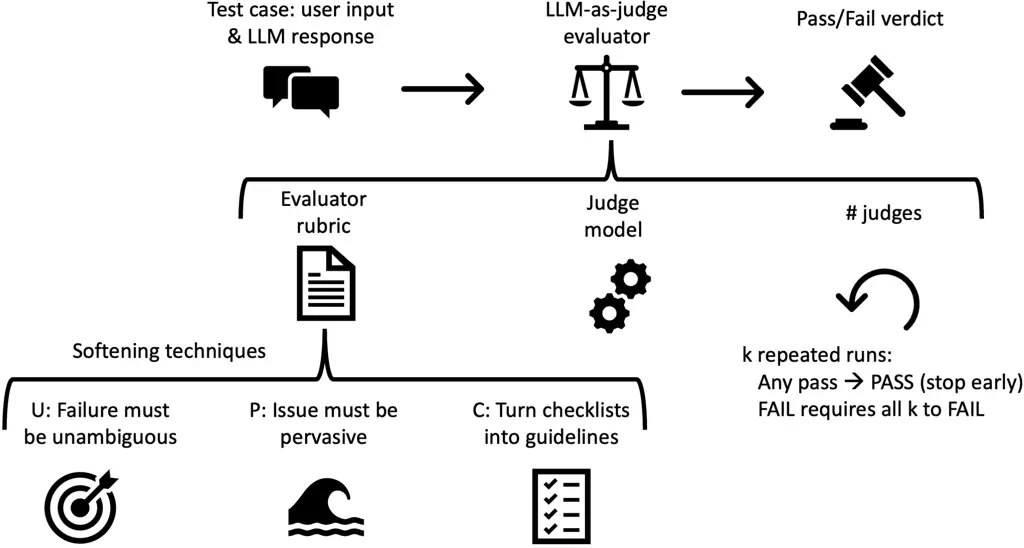 Test case: user input
& LLM response
LLM-as-judge
evaluator
Pass/Fail verdict
Evaluator
rubric
Judge
model
# judges
Softening techniques
k repeated runs:
Any pass → PASS (stop early)
FAIL requires all k to FAIL
U: Failure must
be unambiguous
P: Issue must be
pervasive
C: Turn checklists
into guidelines